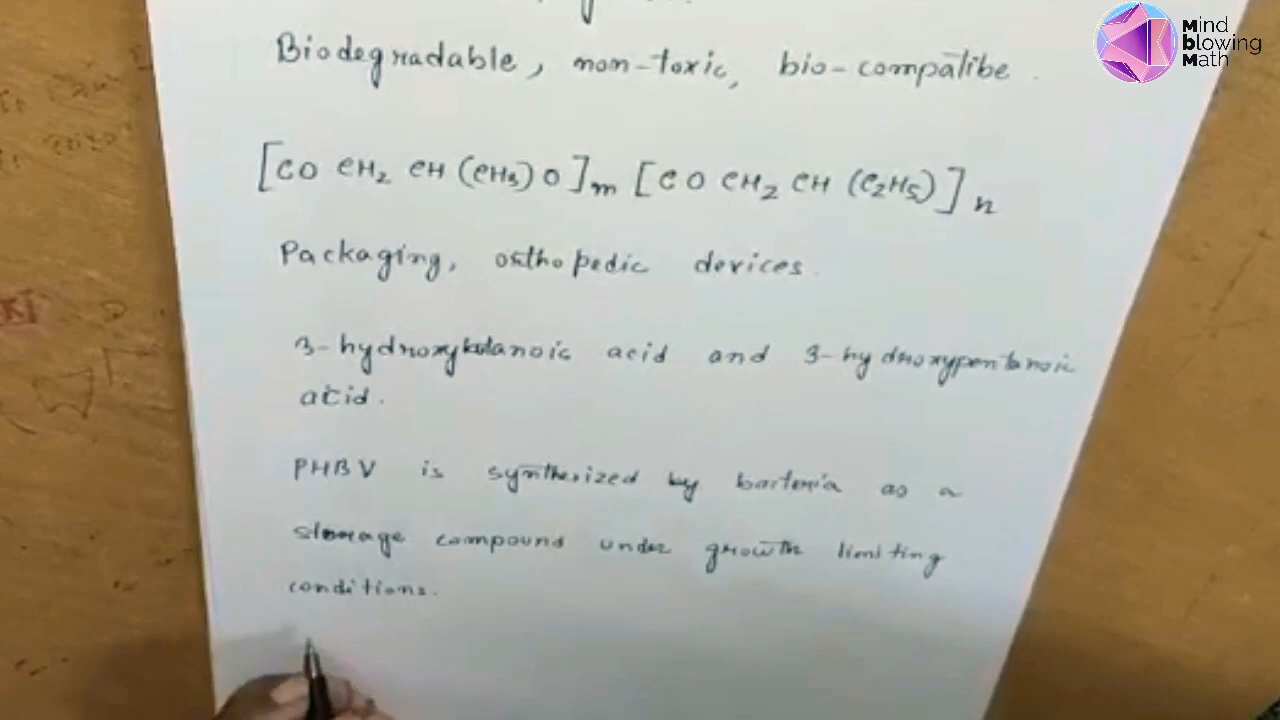 Mind
blowing
Math
Biodegradable, non-toxic, bio-compatibe.
[CO CH₂ CH (CH₃) O]ₘ [CO CH₂ CH (C₂H₅)]ₙ
Packaging, orthopedic devices.
3-hydroxybutanoic acid and 3-hydroxypentanoic
acid.
PHBV is synthesized by bacteria as a
storage compound under growth limiting
conditions.